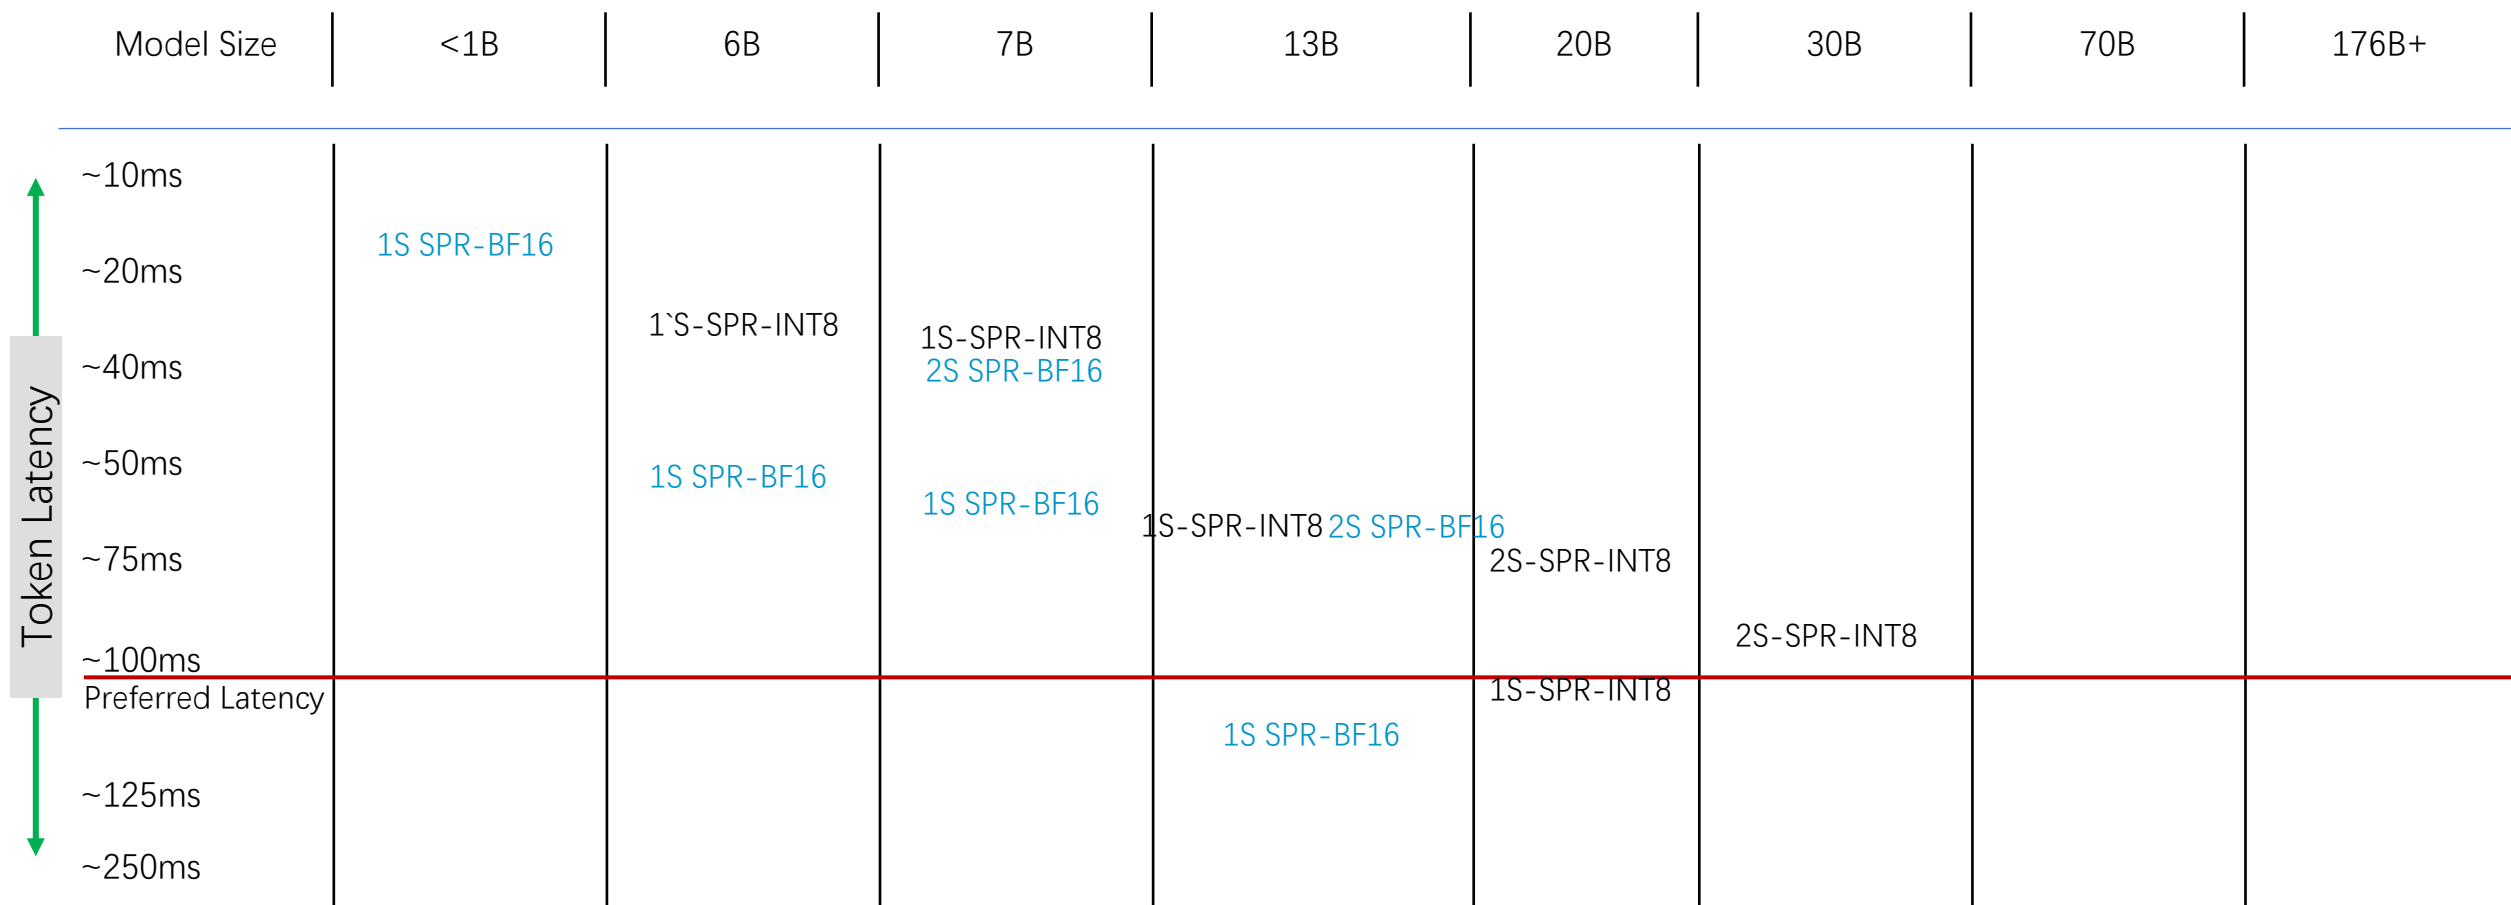 Model Size <1B 6B 7B 13B 20B 30B 70B 176B+
~10ms
1S SPR-BF16
~20ms
1`S-SPR-INT8
1S-SPR-INT8
~40ms
2S SPR-BF16
Token Latency
~50ms
1S SPR-BF16
1S SPR-BF16
1S-SPR-INT8 2S SPR-BF16
~75ms
2S-SPR-INT8
2S-SPR-INT8
~100ms
Preferred Latency
1S-SPR-INT8
1S SPR-BF16
~125ms
~250ms